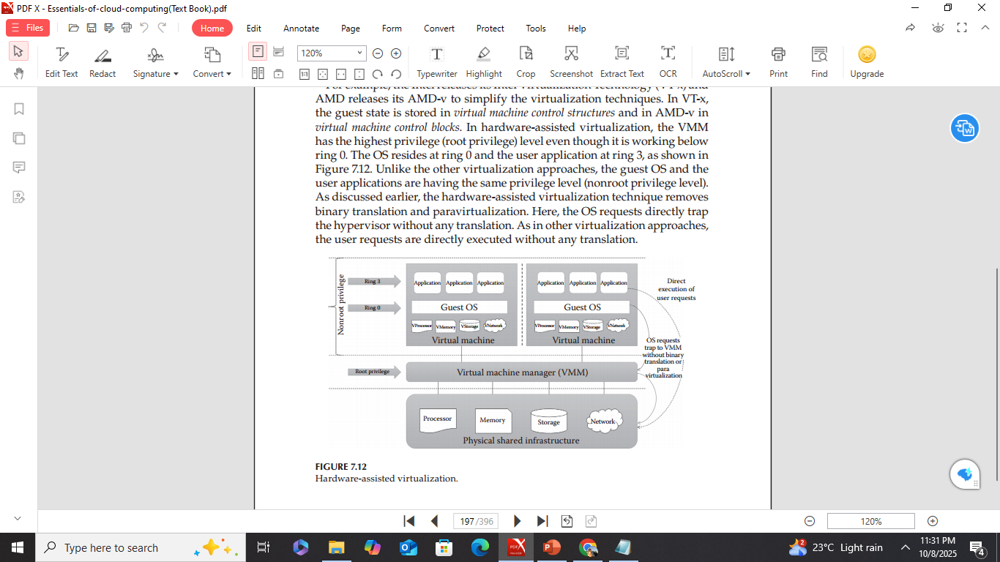 PDF X - Essentials-of-cloud-computing(Text Book).pdf
Files
Home
Edit
Annotate
Page
Form
Convert
Protect
Tools
Help
120%
Edit Text
Redact
Signature
Convert
1:1
Typewriter
Highlight
Crop
Screenshot
Extract Text
OCR
AutoScroll
Print
Find
Upgrade
AMD releases its AMD-v to simplify the virtualization techniques. In VT-x,
the guest state is stored in virtual machine control structures and in AMD-v in
virtual machine control blocks. In hardware-assisted virtualization, the VMM
has the highest privilege (root privilege) level even though it is working below
ring 0. The OS resides at ring 0 and the user application at ring 3, as shown in
Figure 7.12. Unlike the other virtualization approaches, the guest OS and the
user applications are having the same privilege level (nonroot privilege level).
As discussed earlier, the hardware-assisted virtualization technique removes
binary translation and paravirtualization. Here, the OS requests directly trap
the hypervisor without any translation. As in other virtualization approaches,
the user requests are directly executed without any translation.
Nonroot privilege
Ring 3
Ring 0
Application Application Application
Guest OS
VProcessor VMemory VStorage VNetwork
Virtual machine
Application Application Application
Guest OS
VProcessor VMemory VStorage VNetwork
Virtual machine
Direct
execution of
user requests
OS requests
trap to VMM
without binary
translation or
para
virtualization
Root privilege
Virtual machine manager (VMM)
Processor
Memory
Storage
Network
Physical shared infrastructure
FIGURE 7.12
Hardware-assisted virtualization.
197 /396
120%
Type here to search
23°C Light rain
11:31 PM
10/8/2025